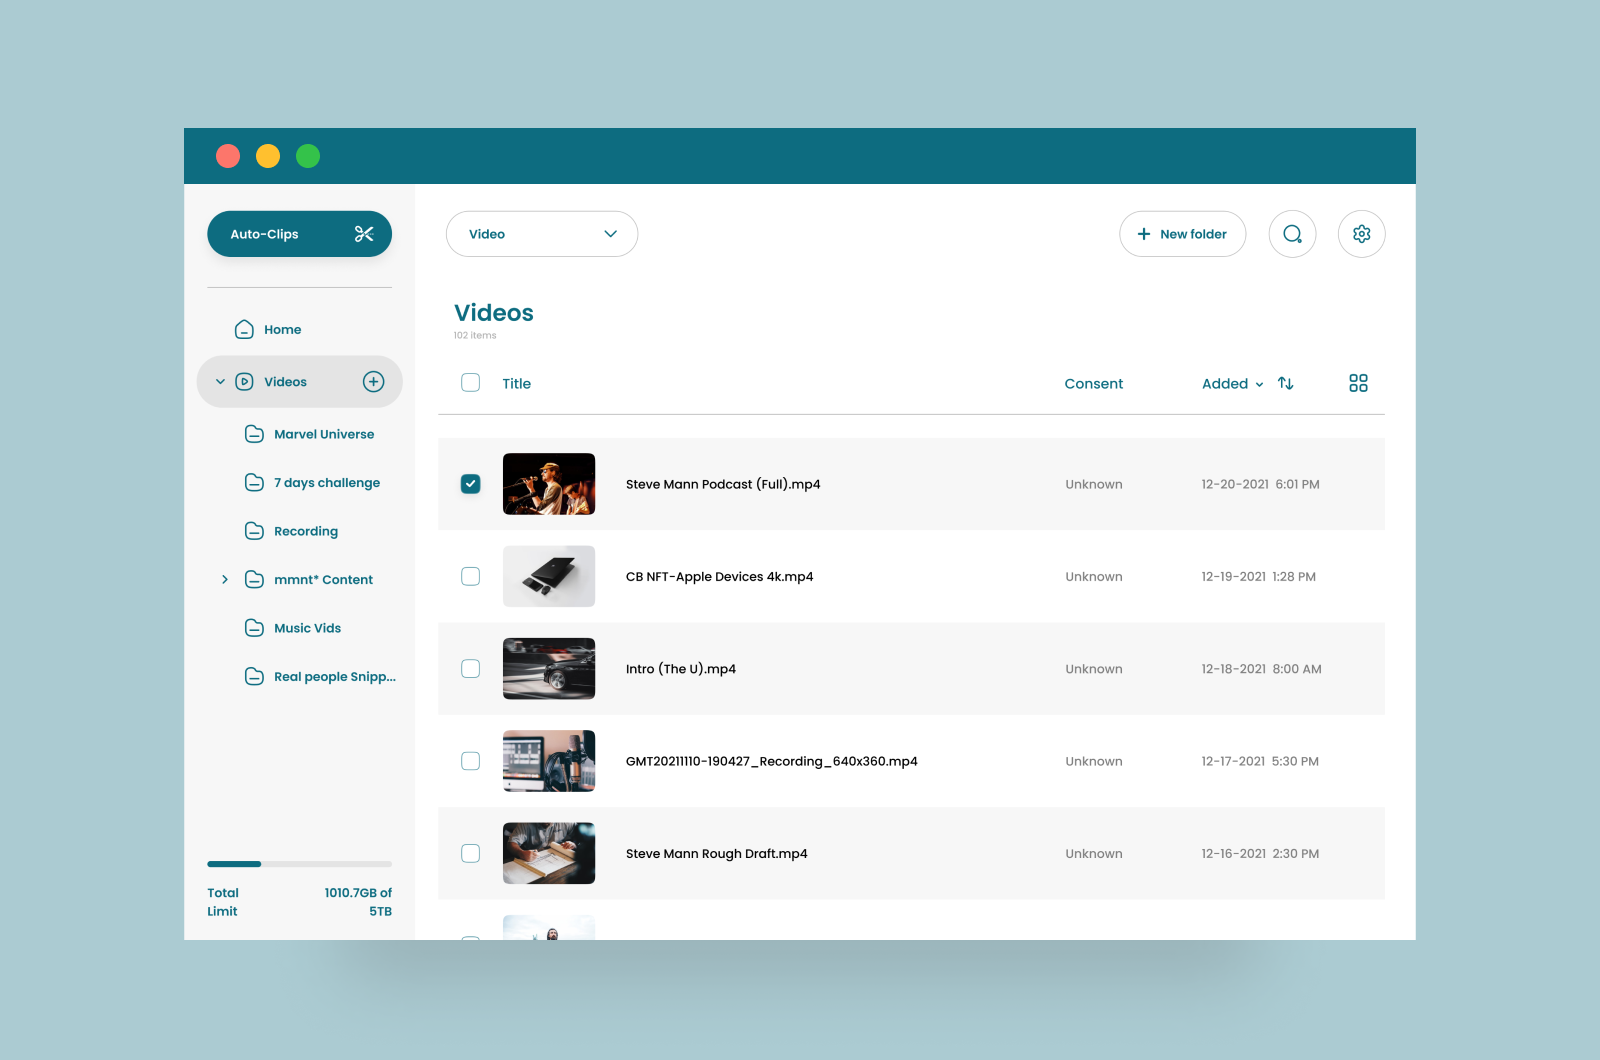 Auto-Clips
Video
New folder
Home
Videos
Marvel Universe
7 days challenge
Recording
mmnt* Content
Music Vids
Real people Snipp...
Total Limit
1010.7GB of 5TB
Videos
102 items
Title Consent Added
Steve Mann Podcast (Full).mp4 Unknown 12-20-2021 6:01 PM
CB NFT-Apple Devices 4k.mp4 Unknown 12-19-2021 1:28 PM
Intro (The U).mp4 Unknown 12-18-2021 8:00 AM
GMT20211110-190427_Recording_640x360.mp4 Unknown 12-17-2021 5:30 PM
Steve Mann Rough Draft.mp4 Unknown 12-16-2021 2:30 PM